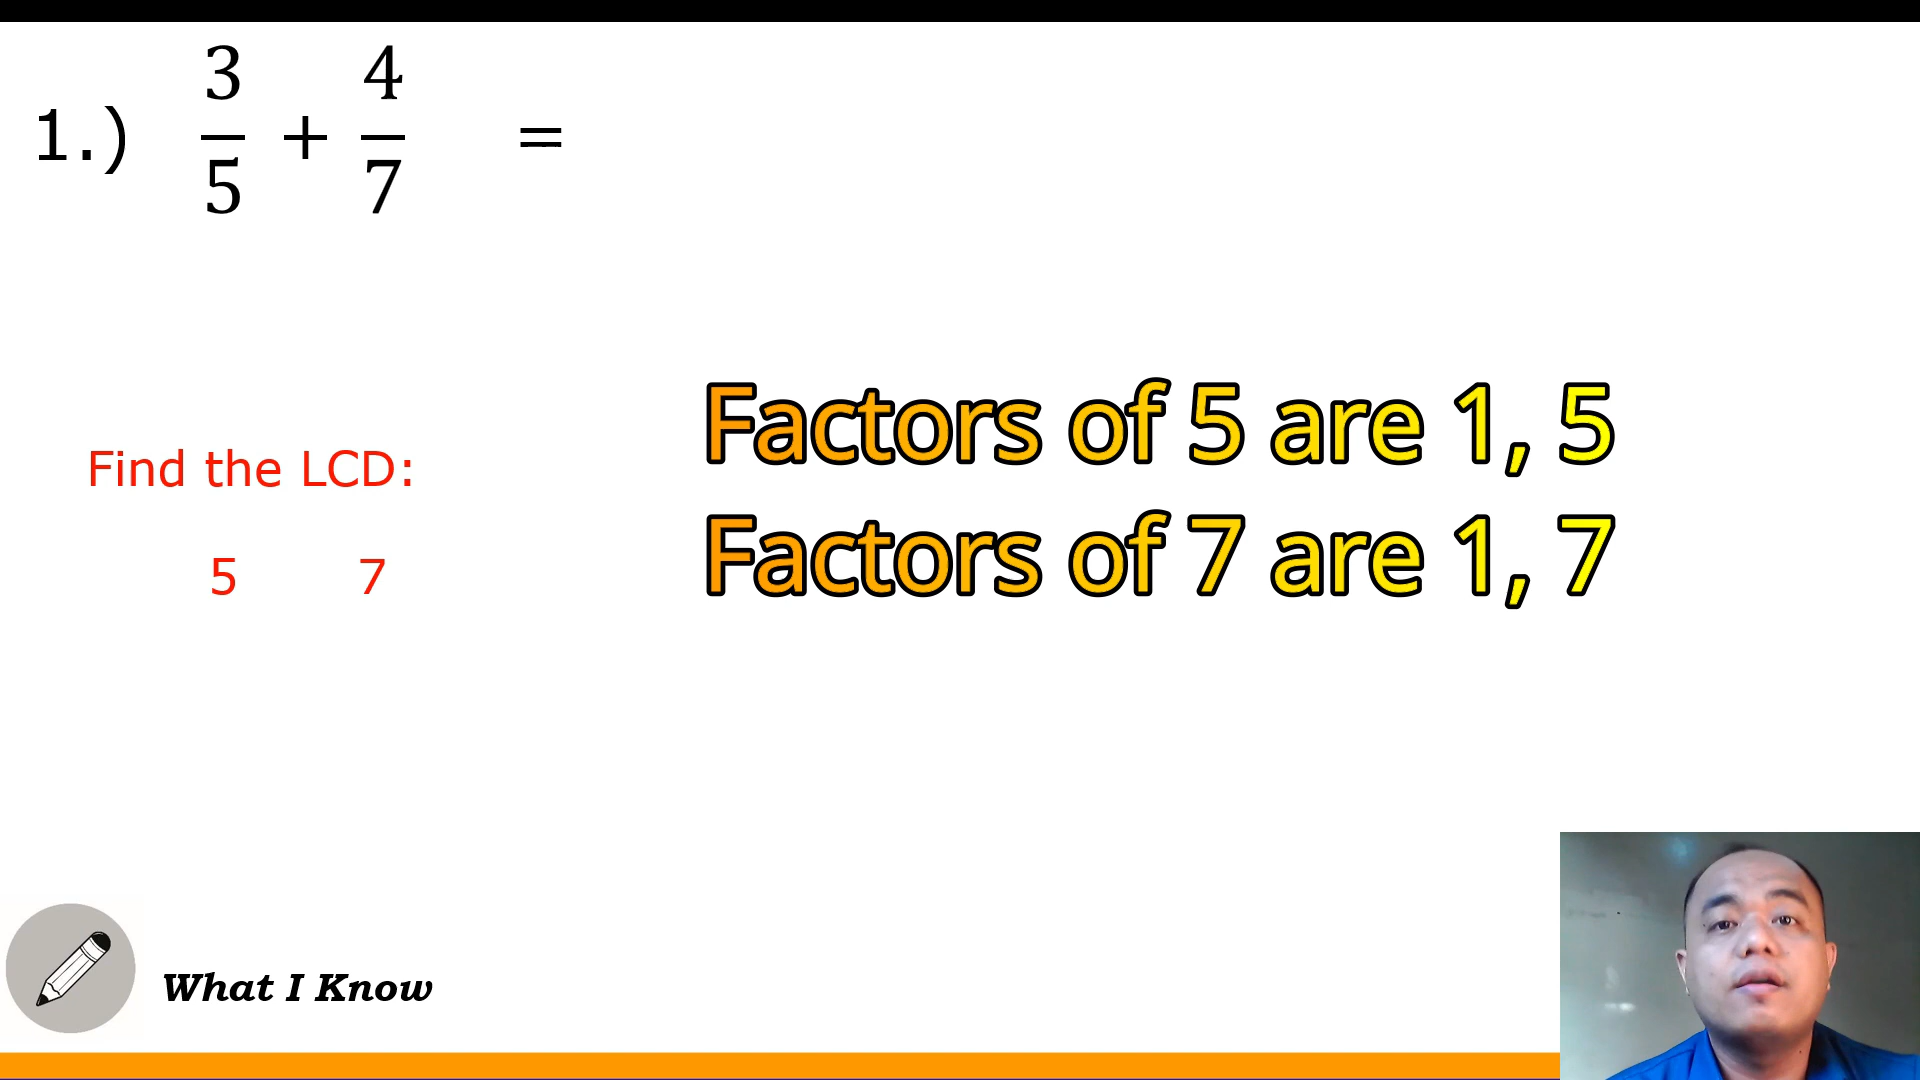 1.) 3/5 + 4/7 =
Find the LCD:
5 7
Factors of 5 are 1, 5
Factors of 7 are 1, 7
What I Know